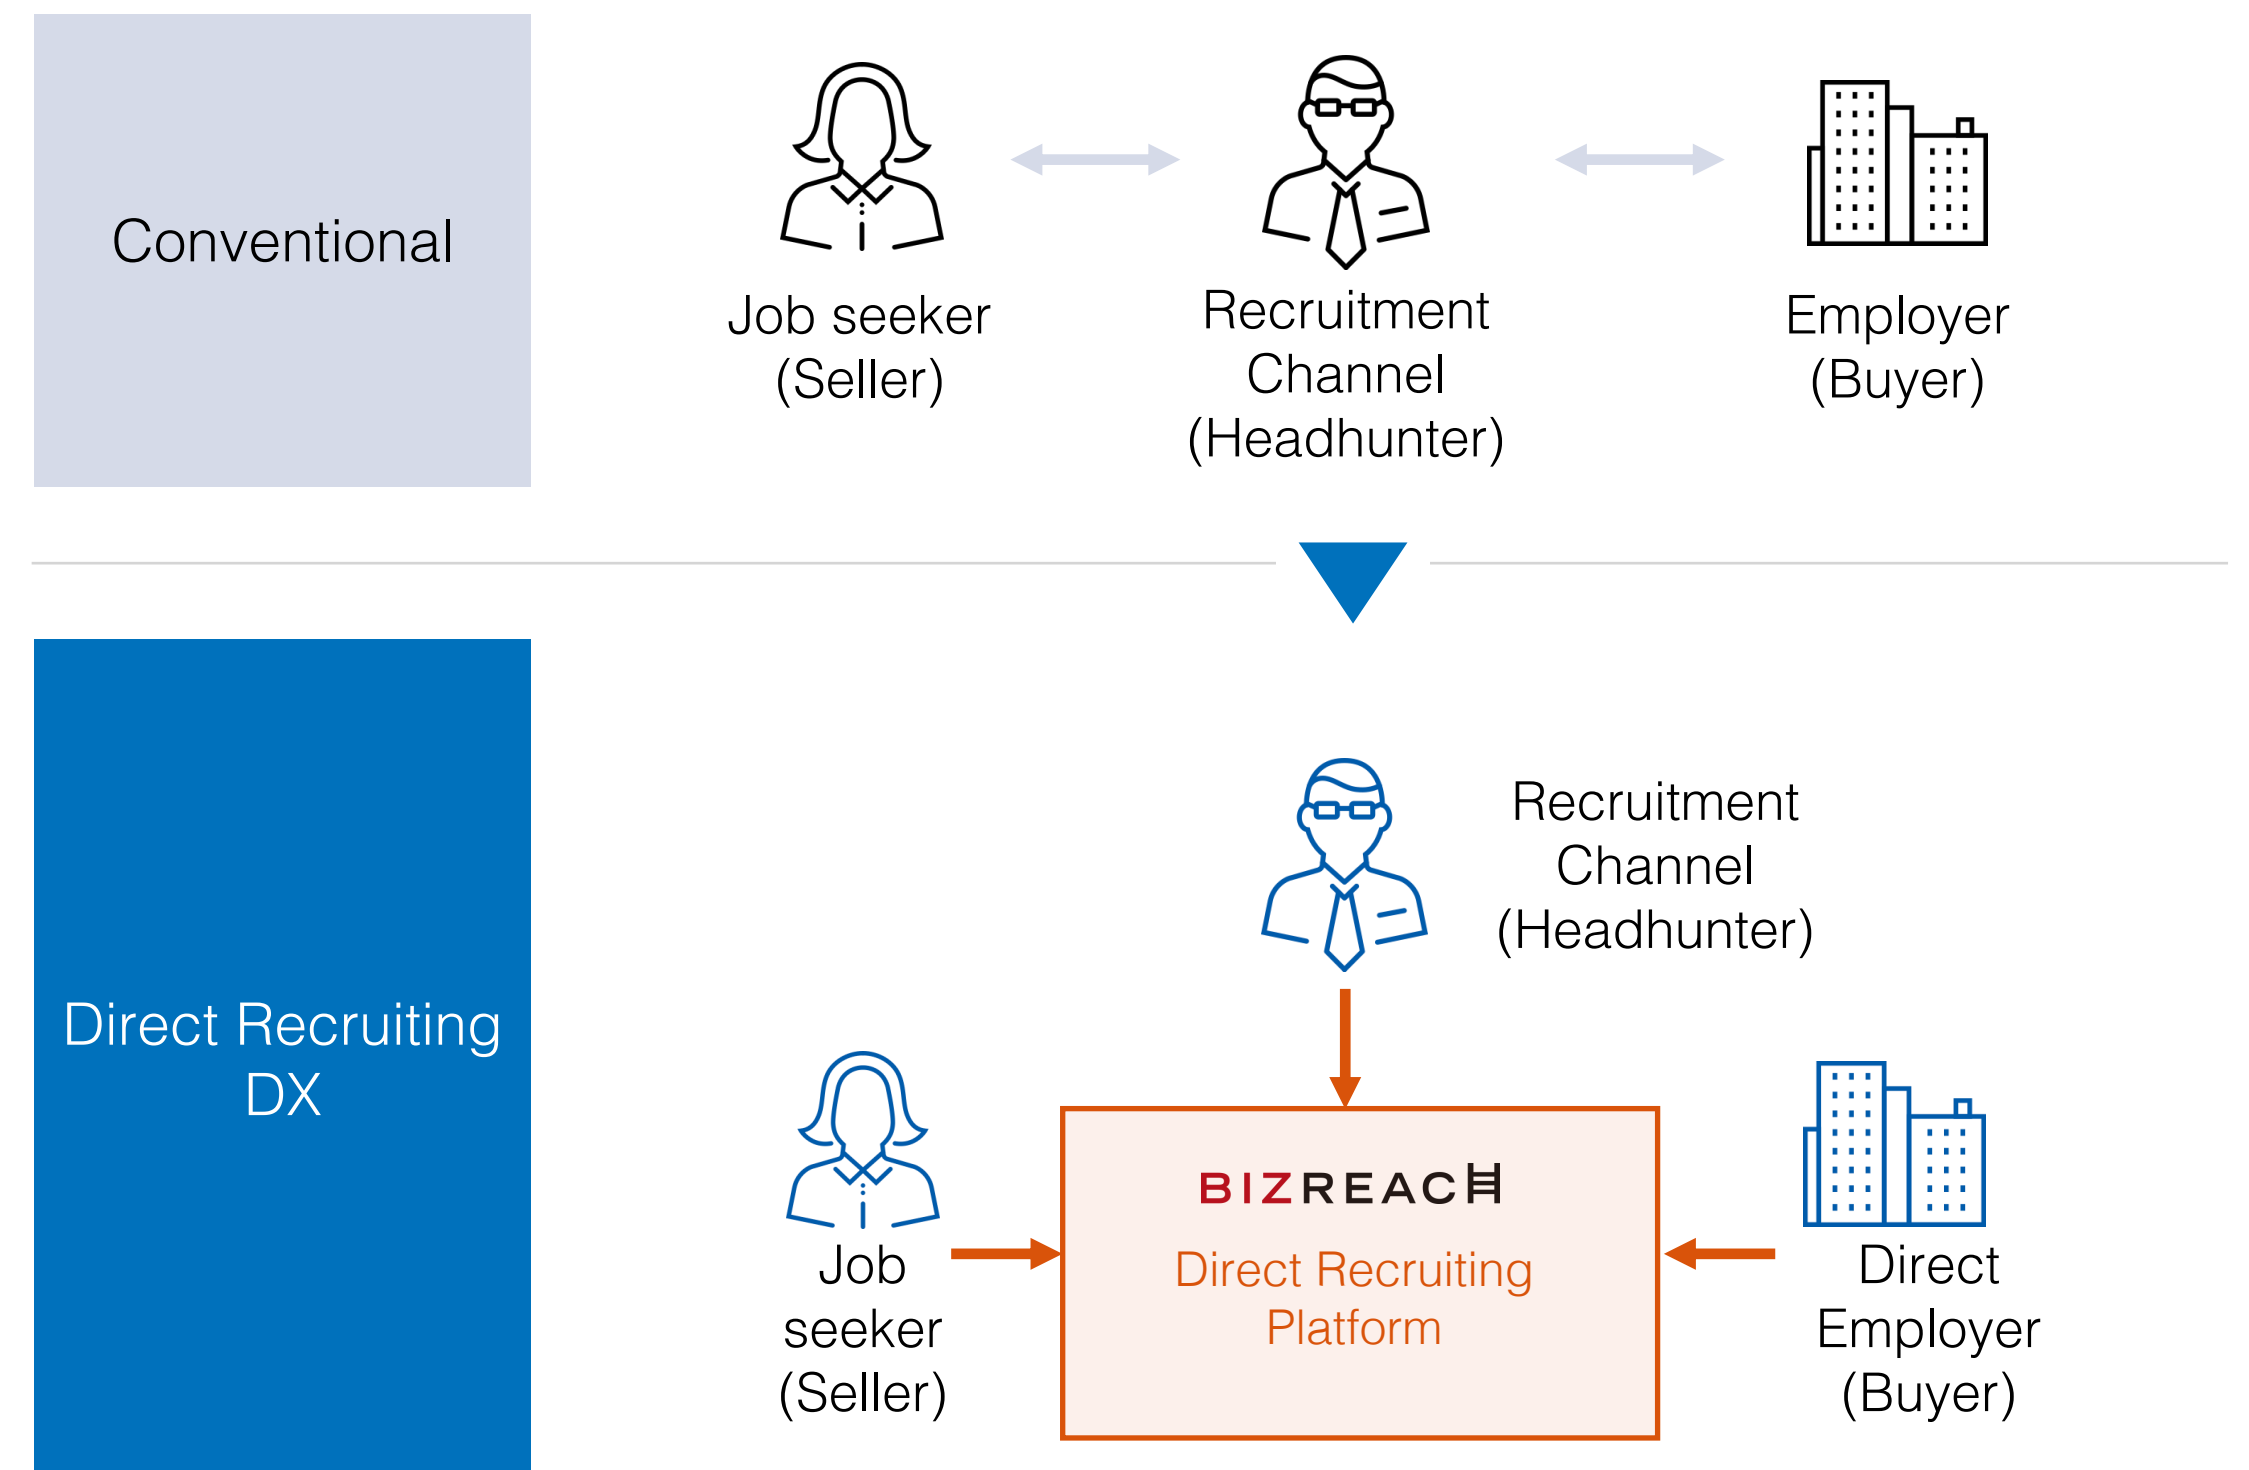 Conventional
Job seeker
(Seller)
Recruitment
Channel
(Headhunter)
Employer
(Buyer)
Direct Recruiting
DX
Recruitment
Channel
(Headhunter)
Job
seeker
(Seller)
BIZREACH
Direct Recruiting
Platform
Direct
Employer
(Buyer)